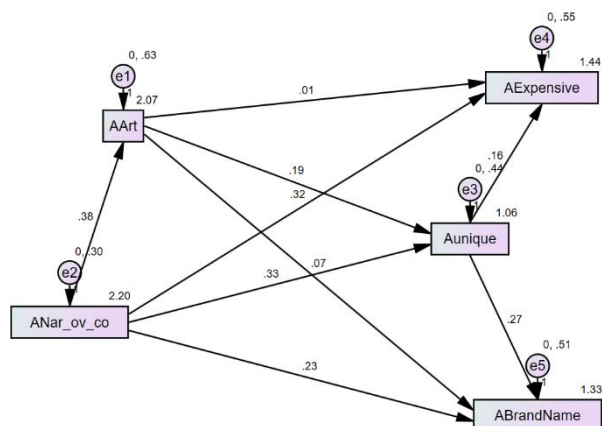 0, .55
e4
1
1.44
AExpensive
0, .63
e1
1
2.07
AArt
.01
.19
.32
.16
0, .44
e3
1
1.06
Aunique
.38
0, .30
e2
1
2.20
ANar_ov_co
.33
.07
.23
.27
0, .51
e5
1
1.33
ABrandName